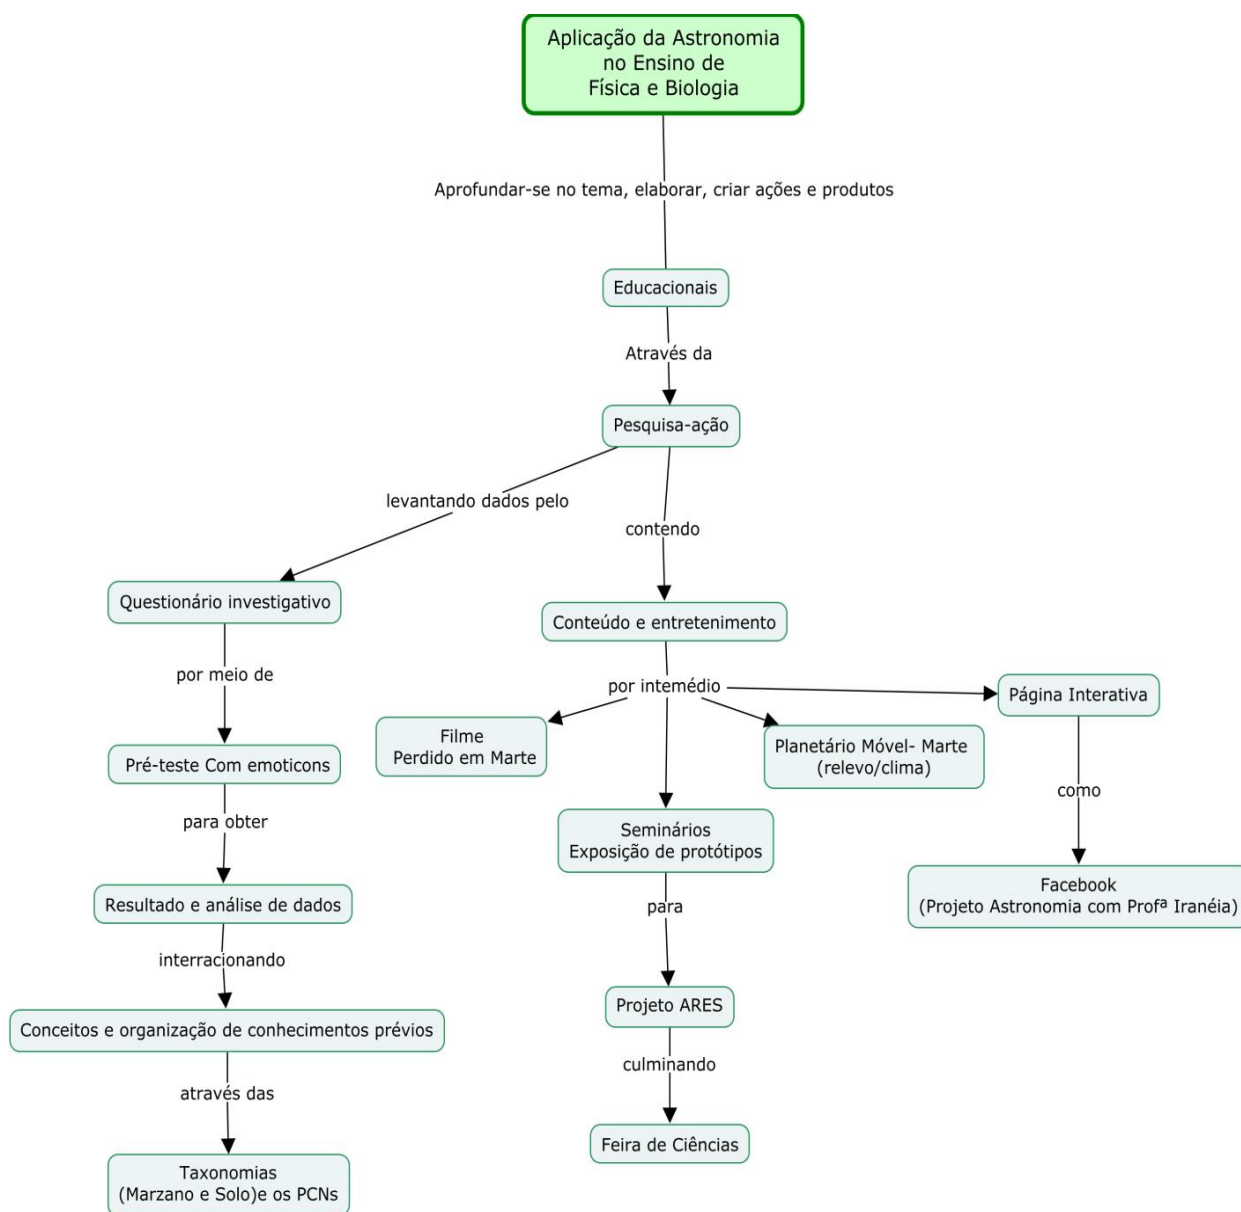 Aplicação da Astronomia
no Ensino de
Física e Biologia
Aprofundar-se no tema, elaborar, criar ações e produtos
Educacionais
Através da
Pesquisa-ação
levantando dados pelo
contendo
Questionário investigativo
Conteúdo e entretenimento
por meio de
por intemédio
Página Interativa
Filme
Perdido em Marte
Planetário Móvel- Marte
(relevo/clima)
Pré-teste Com emoticons
como
para obter
Seminários
Exposição de protótipos
Facebook
(Projeto Astronomia com Profª Iranéia)
Resultado e análise de dados
para
interracionando
Projeto ARES
Conceitos e organização de conhecimentos prévios
culminando
através das
Feira de Ciências
Taxonomias
(Marzano e Solo)e os PCNs